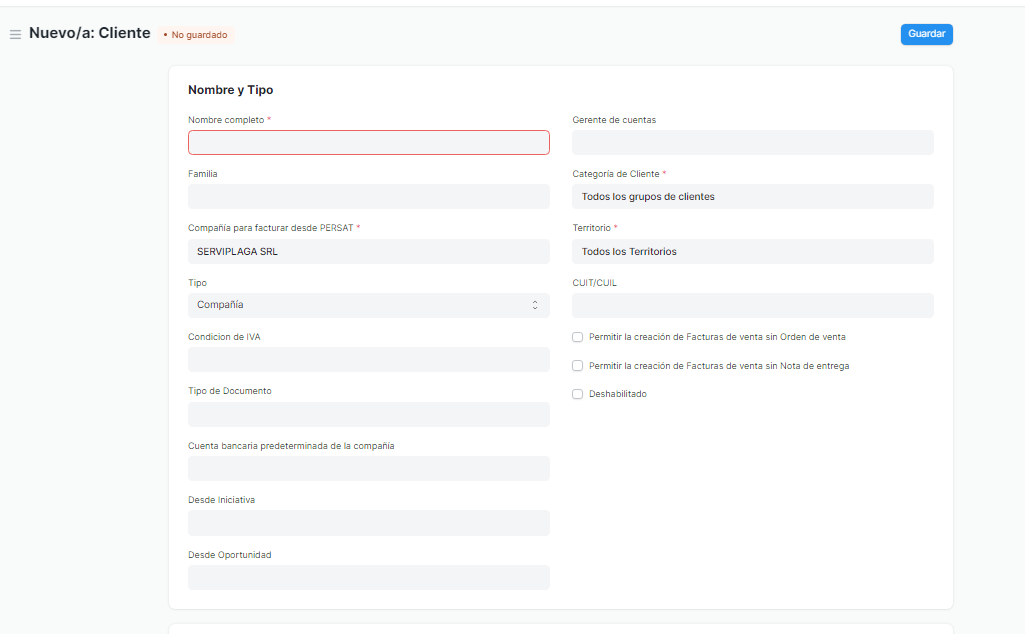 Nuevo/a: Cliente
• No guardado
Guardar
Nombre y Tipo
Nombre completo *
Familia
Compañía para facturar desde PERSAT *
SERVIPLAGA SRL
Tipo
Compañía
Condicion de IVA
Tipo de Documento
Cuenta bancaria predeterminada de la compañía
Desde Iniciativa
Desde Oportunidad
Gerente de cuentas
Categoría de Cliente *
Todos los grupos de clientes
Territorio *
Todos los Territorios
CUIT/CUIL
Permitir la creación de Facturas de venta sin Orden de venta
Permitir la creación de Facturas de venta sin Nota de entrega
Deshabilitado